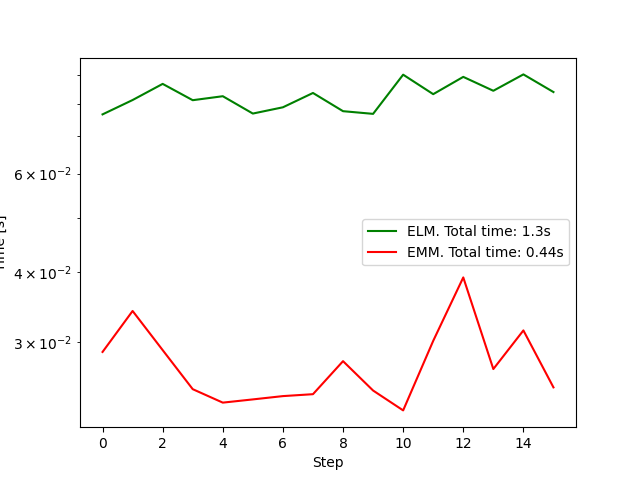 6 × 10⁻²
4 × 10⁻²
3 × 10⁻²
ELM. Total time: 1.3s
EMM. Total time: 0.44s
0 2 4 6 8 10 12 14
Step